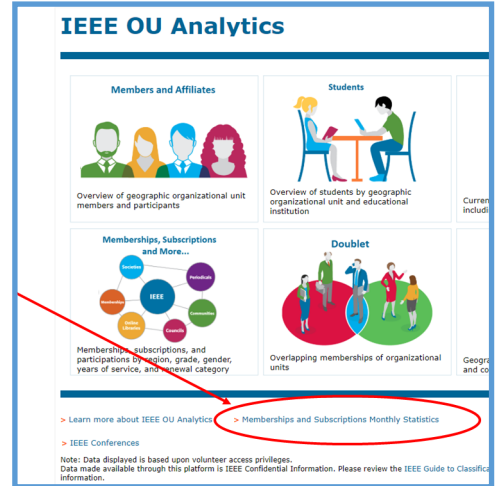 IEEE OU Analytics
Members and Affiliates
Overview of geographic organizational unit
members and participants
Students
Overview of students by geographic
organizational unit and educational
institution
Curren
includi
Memberships, Subscriptions
and More...
Societies
Periodicals
Memberships
IEEE
Communities
Online
Libraries
Councils
Memberships, subscriptions, and
participations by region, grade, gender,
years of service, and renewal category
Doublet
Overlapping memberships of organizational
units
Geogra
and co
> Learn more about IEEE OU Analytics
> Memberships and Subscriptions Monthly Statistics
> IEEE Conferences
Note: Data displayed is based upon volunteer access privileges.
Data made available through this platform is IEEE Confidential Information. Please review the IEEE Guide to Classifica
information.